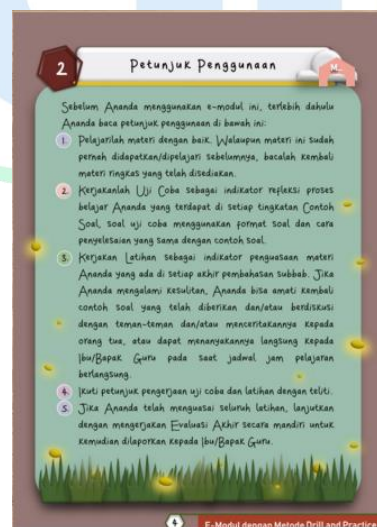 2
Petunjuk Penggunaan
M
Sebelum Ananda menggunakan e-modul ini, terlebih dahulu
Ananda baca petunjuk penggunaan di bawah ini:
1. Pelajarilah materi dengan baik. Walaupun materi ini sudah
pernah didapatkan/dipelajari sebelumnya, bacalah kembali
materi ringkas yang telah disediakan.
2. Kerjakanlah Uji Coba sebagai indikator refleksi proses
belajar Ananda yang terdapat di setiap tingkatan Contoh
Soal, soal uji coba menggunakan format soal dan cara
penyelesaian yang sama dengan contoh soal.
3. Kerjakan Latihan sebagai indikator penguasaan materi
Ananda yang ada di setiap akhir pembahasan subbab. Jika
Ananda mengalami kesulitan, Ananda bisa amati kembali
contoh soal yang telah diberikan dan/atau berdiskusi
dengan teman-teman dan/atau menceritakannya kepada
orang tua, atau dapat menanyakannya langsung kepada
Ibu/Bapak Guru pada saat jadwal jam pelajaran
berlangsung.
4. Ikuti petunjuk pengerjaan uji coba dan latihan dengan teliti.
5. Jika Ananda telah menguasai seluruh latihan, lanjutkan
dengan mengerjakan Evaluasi Akhir secara mandiri untuk
kemudian dilaporkan kepada Ibu/Bapak Guru.
4
E-Modul dengan Metode Drill and Practice